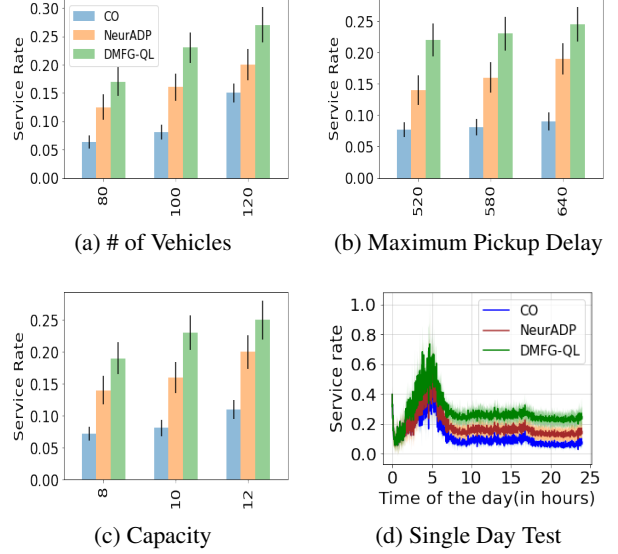 CO
NeurADP
DMFG-QL
Service Rate
0.30
0.25
0.20
0.15
0.10
0.05
0.00
80
100
120
(a) # of Vehicles
Service Rate
0.25
0.20
0.15
0.10
0.05
0.00
520
580
640
(b) Maximum Pickup Delay
Service Rate
0.25
0.20
0.15
0.10
0.05
0.00
8
10
12
(c) Capacity
CO
NeurADP
DMFG-QL
Service rate
1.0
0.8
0.6
0.4
0.2
0.0
0
5
10
15
20
25
Time of the day(in hours)
(d) Single Day Test